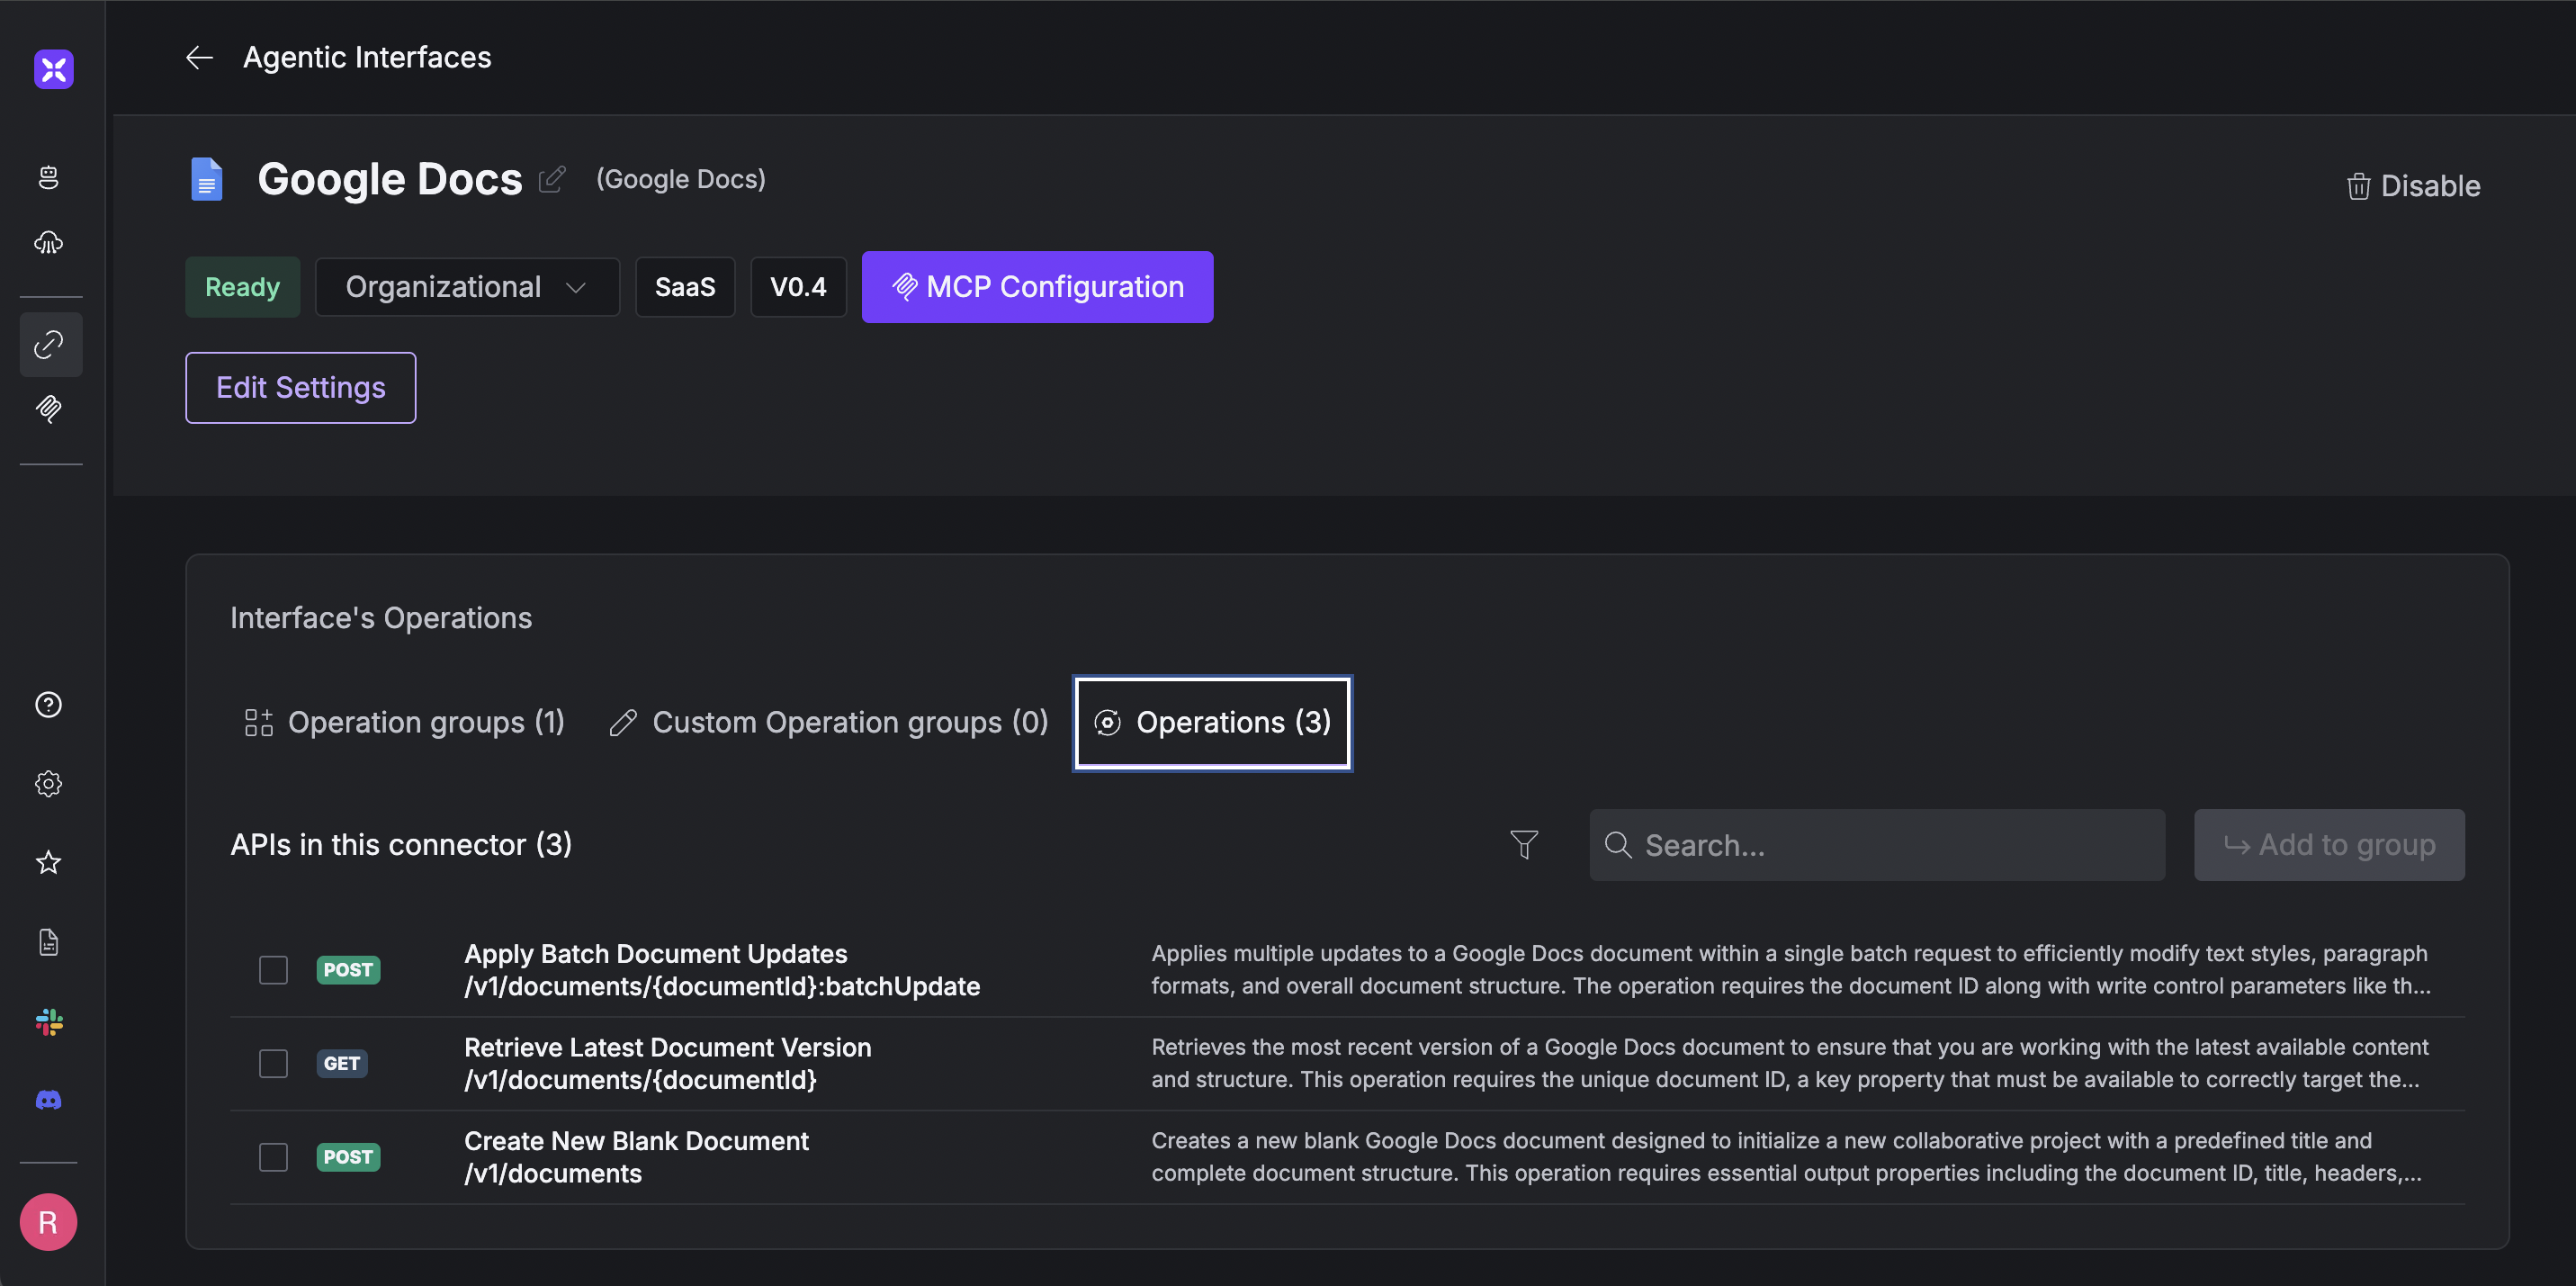 Agentic Interfaces
Google Docs (Google Docs)
Disable
Ready Organizational SaaS V0.4 MCP Configuration
Edit Settings
Interface's Operations
Operation groups (1) Custom Operation groups (0) Operations (3)
APIs in this connector (3)
Search...
Add to group
POST
Apply Batch Document Updates
/v1/documents/{documentId}:batchUpdate
Applies multiple updates to a Google Docs document within a single batch request to efficiently modify text styles, paragraph
formats, and overall document structure. The operation requires the document ID along with write control parameters like th...
GET
Retrieve Latest Document Version
/v1/documents/{documentId}
Retrieves the most recent version of a Google Docs document to ensure that you are working with the latest available content
and structure. This operation requires the unique document ID, a key property that must be available to correctly target the...
POST
Create New Blank Document
/v1/documents
Creates a new blank Google Docs document designed to initialize a new collaborative project with a predefined title and
complete document structure. This operation requires essential output properties including the document ID, title, headers,...
R